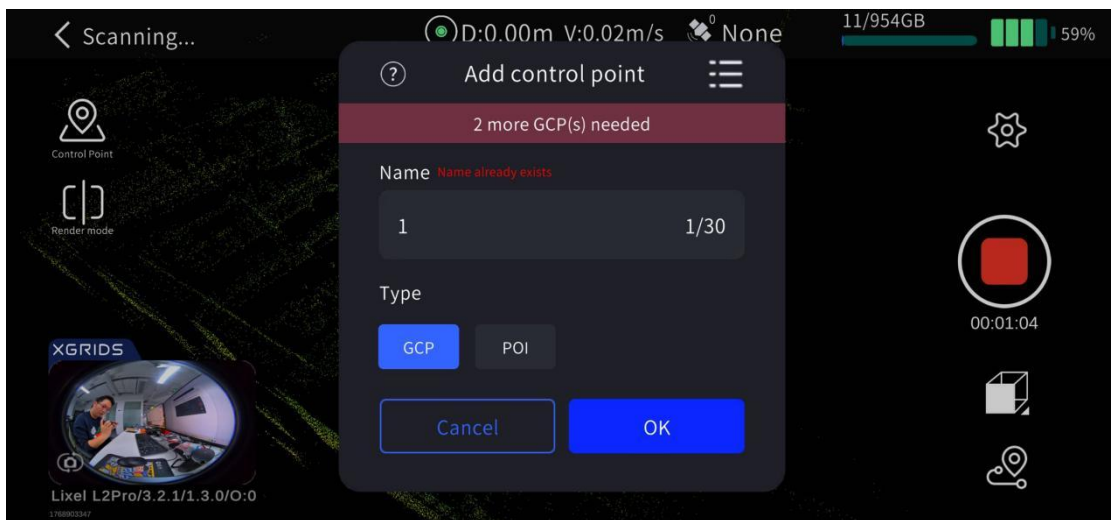 Scanning...
D:0.00m V:0.02m/s
0
None
11/954GB
59%
Add control point
2 more GCP(s) needed
Control Point
Name Name already exists
1 1/30
Render mode
Type
GCP POI
00:01:04
XGRIDS
Cancel OK
Lixel L2Pro/3.2.1/1.3.0/O:0
1768903347